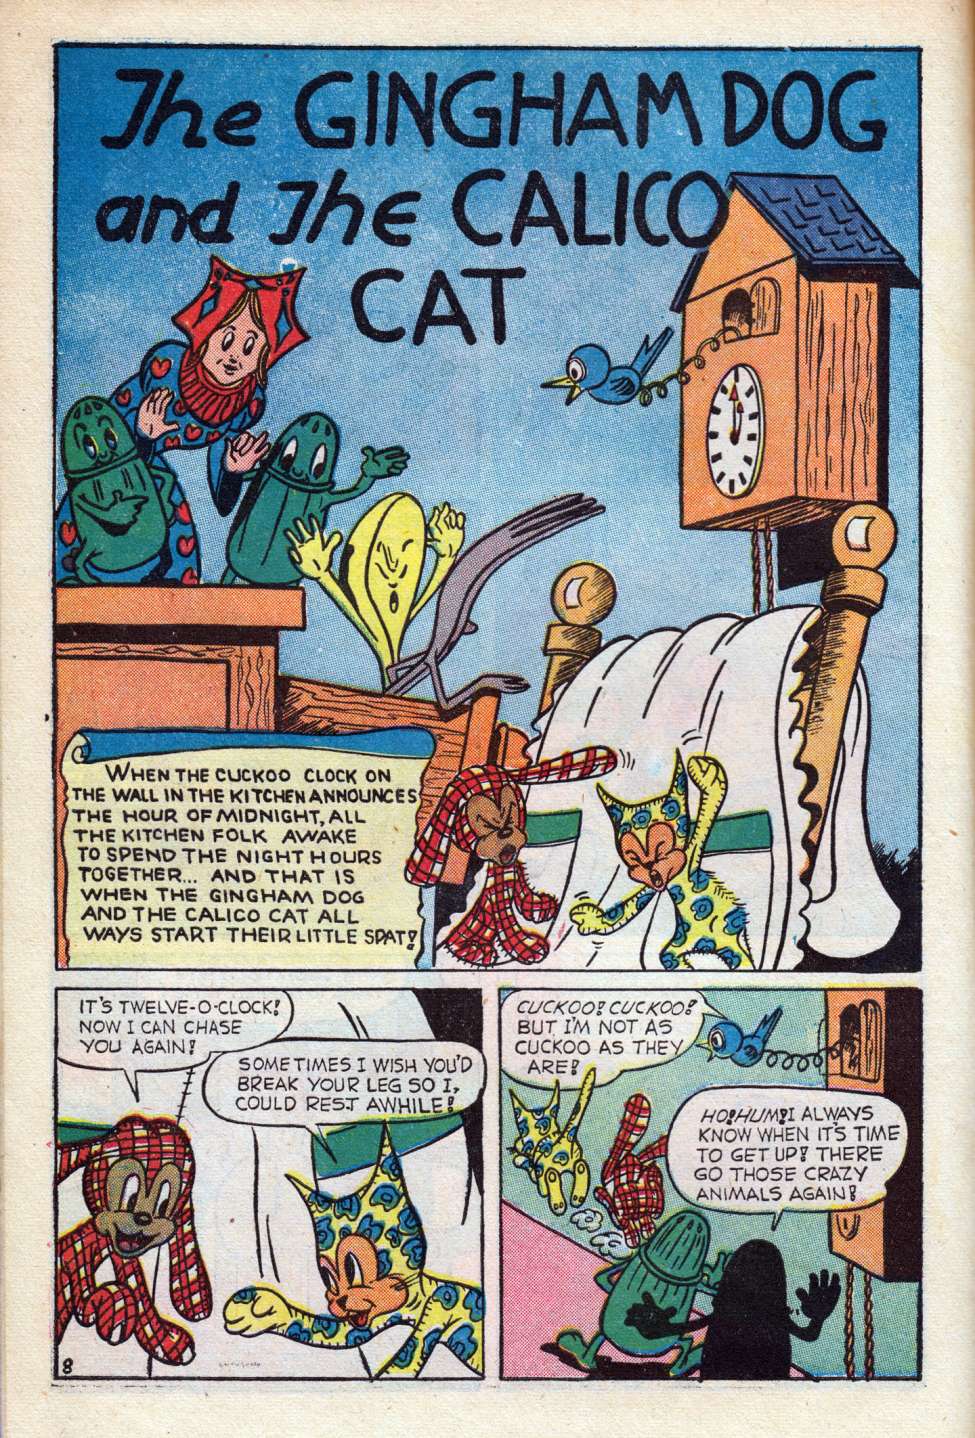 The GINGHAM DOG
and The CALICO
CAT
WHEN THE CUCKOO CLOCK ON
THE WALL IN THE KITCHEN ANNOUNCES
THE HOUR OF MIDNIGHT, ALL
THE KITCHEN FOLK AWAKE
TO SPEND THE NIGHT HOURS
TOGETHER... AND THAT IS
WHEN THE GINGHAM DOG
AND THE CALICO CAT ALL
WAYS START THEIR LITTLE SPAT!
IT'S TWELVE-O-CLOCK!
NOW I CAN CHASE
YOU AGAIN!
SOMETIMES I WISH YOU'D
BREAK YOUR LEG SO I,
COULD REST AWHILE!
8
CUCKOO! CUCKOO!
BUT I'M NOT AS
CUCKOO AS THEY
ARE!
HO! HUM! I ALWAYS
KNOW WHEN IT'S TIME
TO GET UP! THERE
GO THOSE CRAZY
ANIMALS AGAIN!